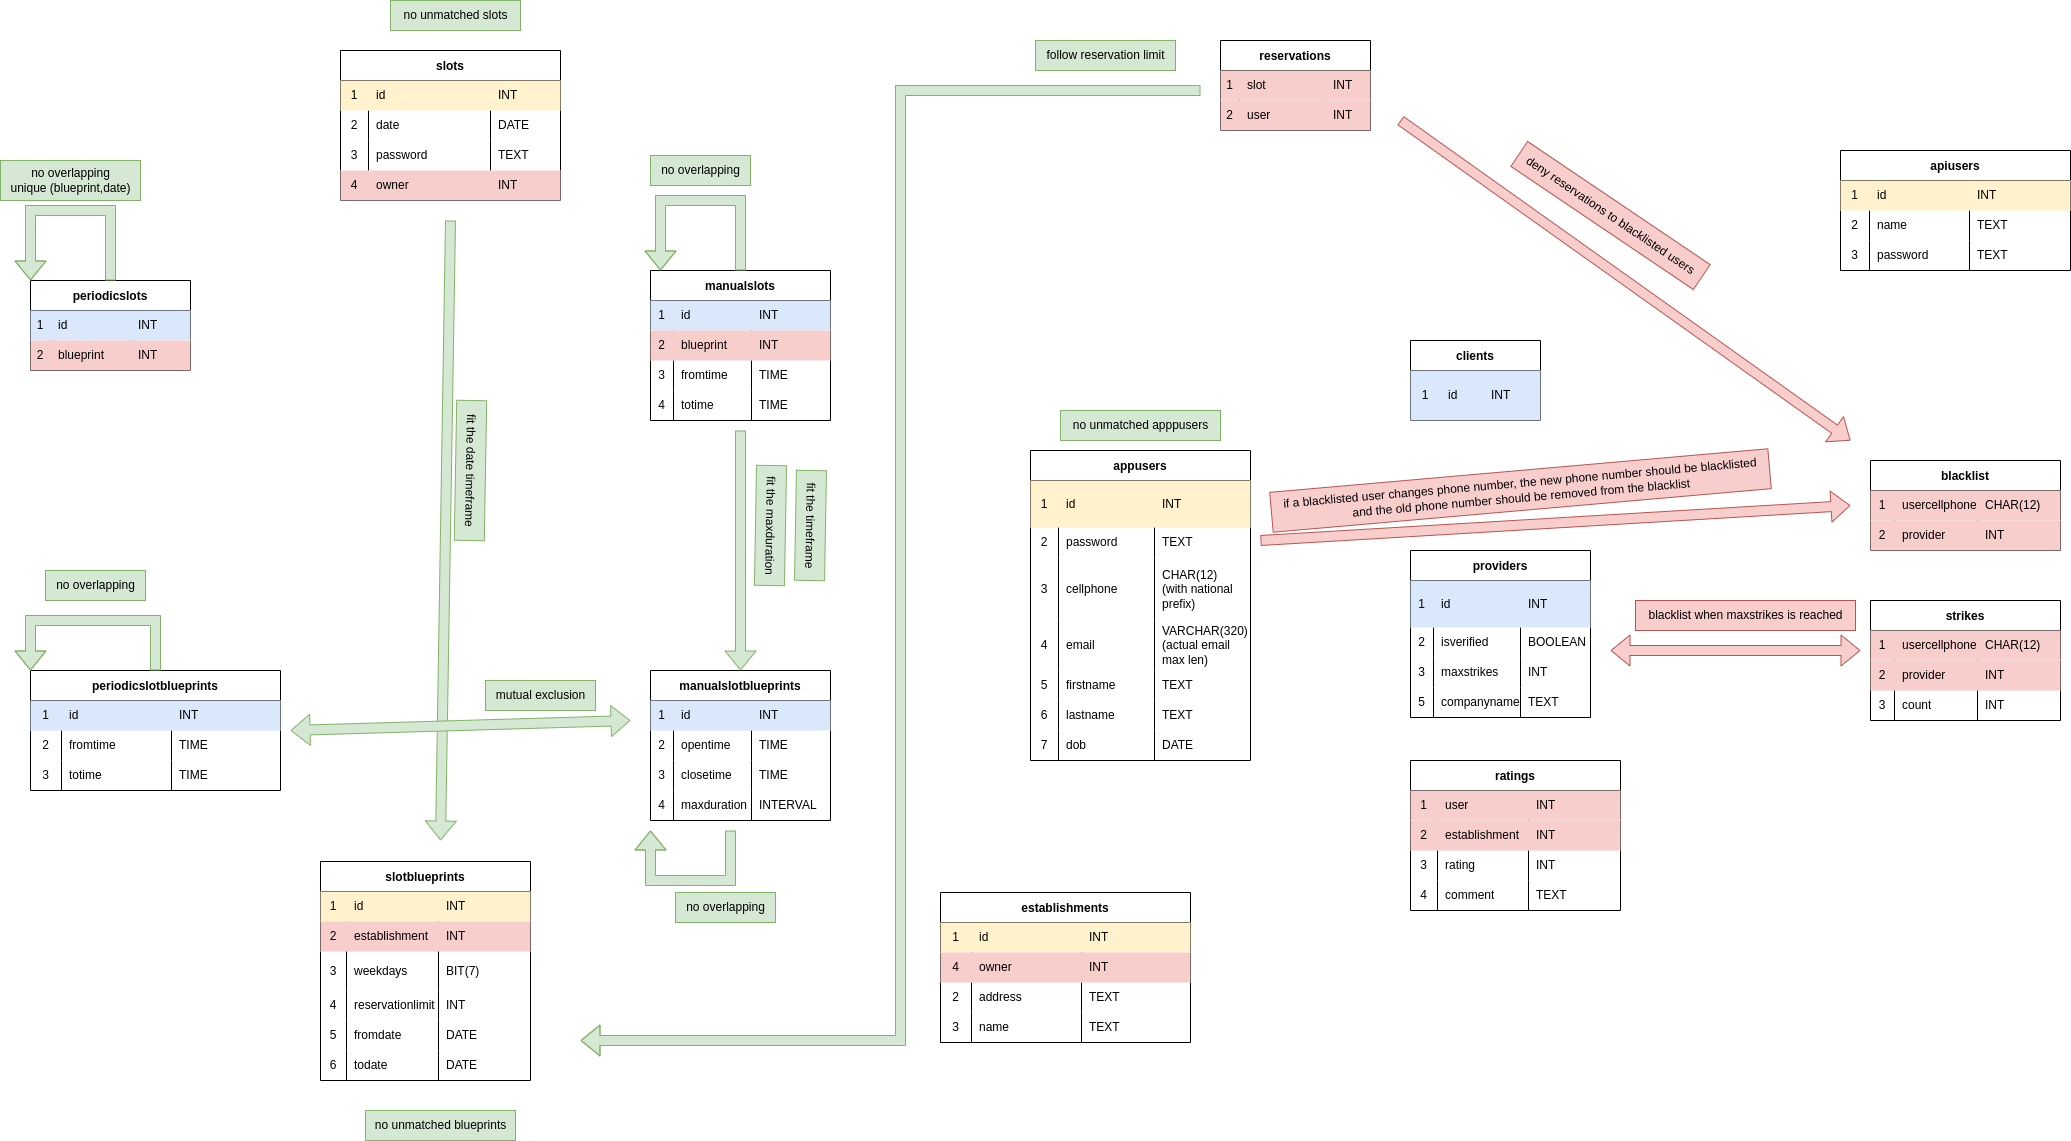 no unmatched slots
slots
1 id INT
2 date DATE
3 password TEXT
4 owner INT
no overlapping
unique (blueprint,date)
periodicslots
1 id INT
2 blueprint INT
no overlapping
manualslots
1 id INT
2 blueprint INT
3 fromtime TIME
4 totime TIME
follow reservation limit
reservations
1 slot INT
2 user INT
deny reservations to blacklisted users
apiusers
1 id INT
2 name TEXT
3 password TEXT
clients
1 id INT
fit the date timeframe
fit the maxduration
fit the timeframe
no unmatched apppusers
appusers
1 id INT
2 password TEXT
3 cellphone CHAR(12)
(with national
prefix)
4 email VARCHAR(320)
(actual email
max len)
5 firstname TEXT
6 lastname TEXT
7 dob DATE
if a blacklisted user changes phone number, the new phone number should be blacklisted
and the old phone number should be removed from the blacklist
blacklist
1 usercellphone CHAR(12)
2 provider INT
providers
1 id INT
2 isverified BOOLEAN
3 maxstrikes INT
5 companyname TEXT
blacklist when maxstrikes is reached
strikes
1 usercellphone CHAR(12)
2 provider INT
3 count INT
no overlapping
periodicslotblueprints
1 id INT
2 fromtime TIME
3 totime TIME
mutual exclusion
manualslotblueprints
1 id INT
2 opentime TIME
3 closetime TIME
4 maxduration INTERVAL
no overlapping
ratings
1 user INT
2 establishment INT
3 rating INT
4 comment TEXT
slotblueprints
1 id INT
2 establishment INT
3 weekdays BIT(7)
4 reservationlimit INT
5 fromdate DATE
6 todate DATE
no unmatched blueprints
establishments
1 id INT
4 owner INT
2 address TEXT
3 name TEXT